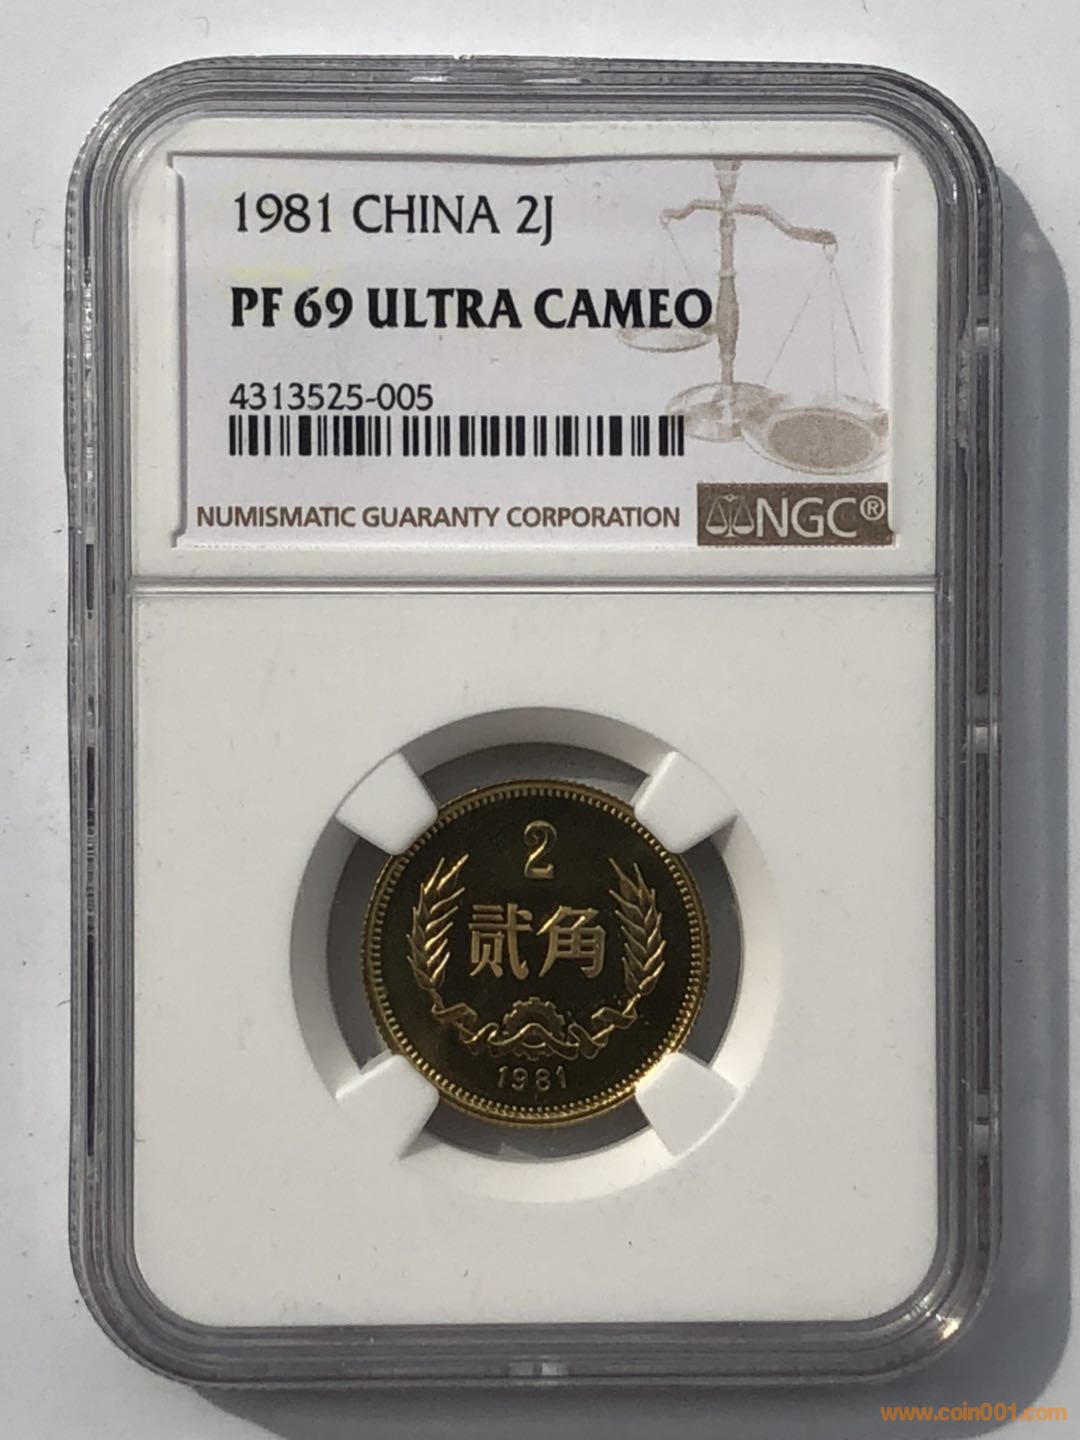 1981 CHINA 2J
PF 69 ULTRA CAMEO
4313525-005
NUMISMATIC GUARANTY CORPORATION
NGC®
2
贰角
1981
www.coin001.com